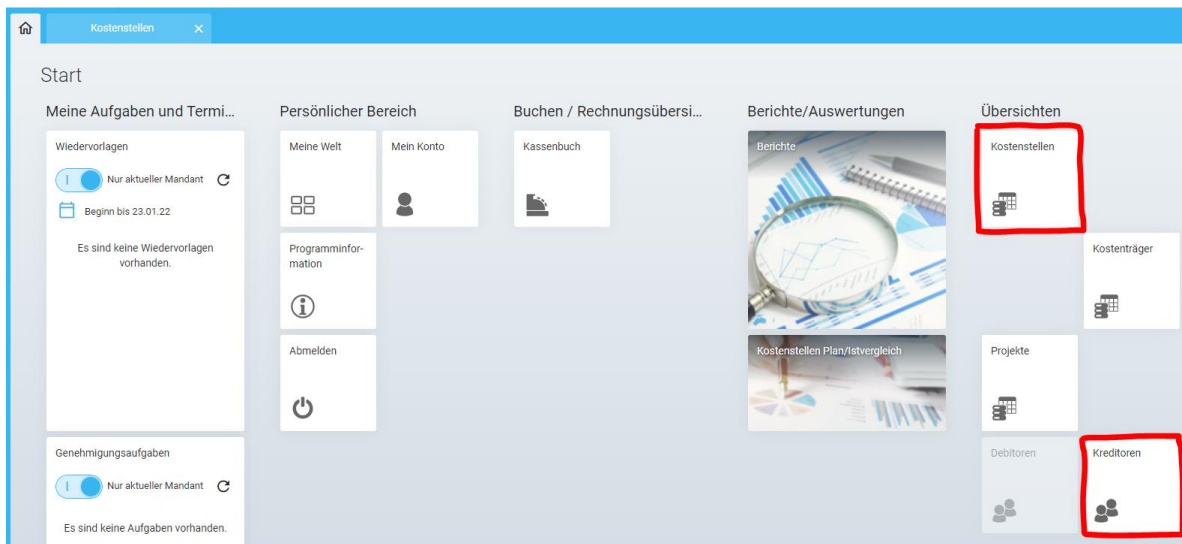 Kostenstellen
Start
Meine Aufgaben und Termi...
Wiedervorlagen
Nur aktueller Mandant
Beginn bis 23.01.22
Es sind keine Wiedervorlagen
vorhanden.
Genehmigungsaufgaben
Nur aktueller Mandant
Es sind keine Aufgaben vorhanden.
Persönlicher Bereich
Meine Welt
Mein Konto
Programminfor-
mation
Abmelden
Buchen / Rechnungsübersi...
Kassenbuch
Berichte/Auswertungen
Berichte
Kostenstellen Plan/Istvergleich
Übersichten
Kostenstellen
Kostenträger
Projekte
Debitoren
Kreditoren